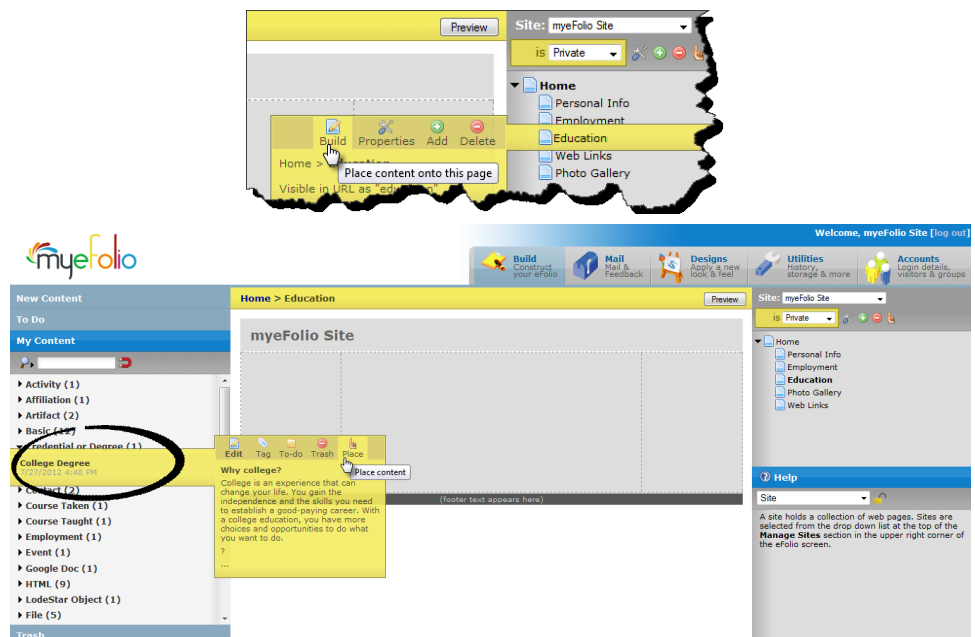 Preview
Site: myeFolio Site
is Private
Home
Personal Info
Employment
Education
Web Links
Photo Gallery
Build Properties Add Delete
Home >
Place content onto this page
Visible in URL as
myefolio
Welcome, myeFolio Site [log out]
Build
Construct
your eFolio
Mail
Mail &
Feedback
Designs
Apply a new
look & feel
Utilities
History,
storage & more
Accounts
Login details,
visitors & groups
New Content
To Do
My Content
Activity (1)
Affiliation (1)
Artifact (2)
Basic (12)
Credential or Degree (1)
College Degree
7/27/2012 4:48 PM
Contact (2)
Course Taken (1)
Course Taught (1)
Employment (1)
Event (1)
Google Doc (1)
HTML (9)
LodeStar Object (1)
File (5)
Trash
Home > Education
Preview
myeFolio Site
Edit Tag To-do Trash Place
Place content
Why college?
College is an experience that can
change your life. You gain the
independence and the skills you need
to establish a good-paying career. With
a college education, you have more
choices and opportunities to do what
you want to do.
?
...
(footer text appears here)
Site: myeFolio Site
is Private
Home
Personal Info
Employment
Education
Photo Gallery
Web Links
Help
Site
A site holds a collection of web pages. Sites are
selected from the drop down list at the top of the
Manage Sites section in the upper right corner of
the eFolio screen.